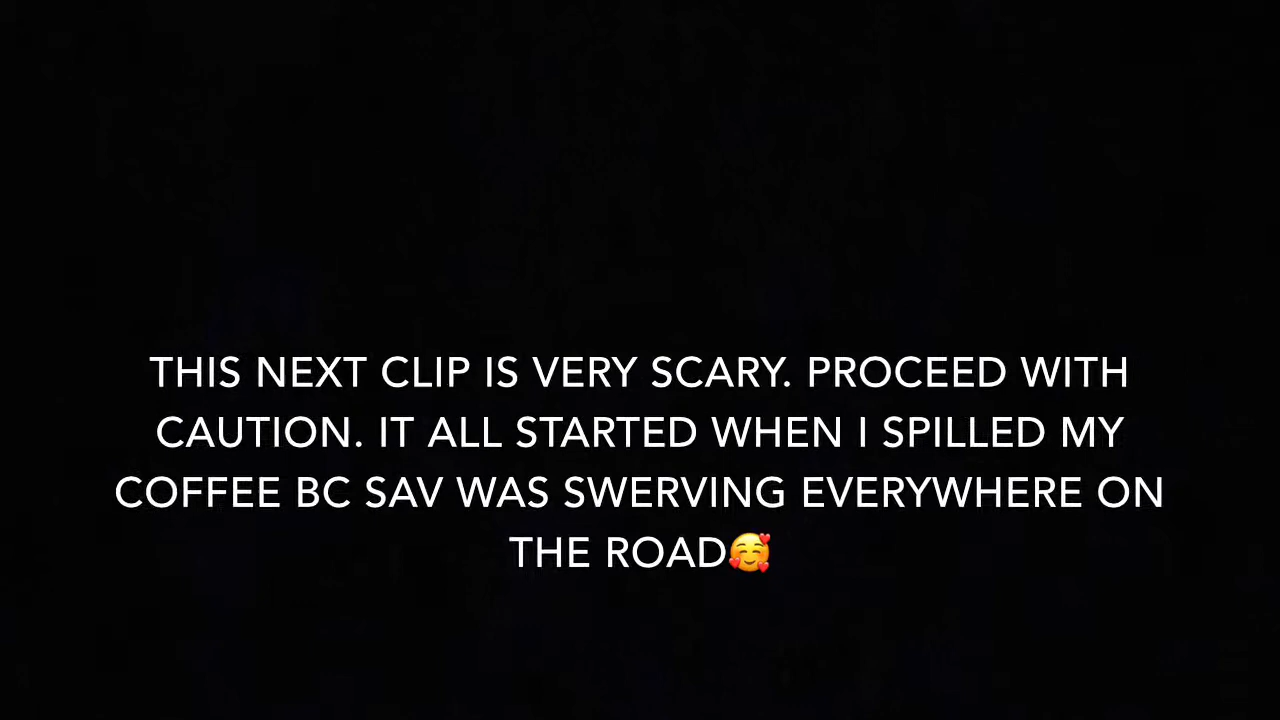 THIS NEXT CLIP IS VERY SCARY. PROCEED WITH
CAUTION. IT ALL STARTED WHEN I SPILLED MY
COFFEE BC SAV WAS SWERVING EVERYWHERE ON
THE ROAD🥰